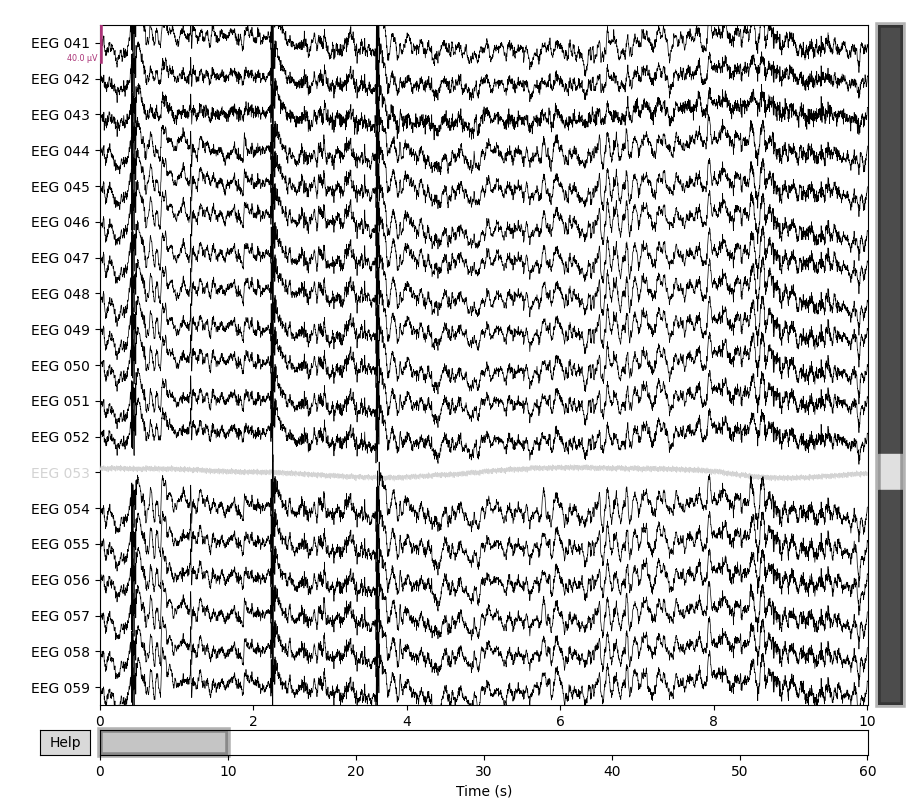 EEG 041
40.0 µV
EEG 042
EEG 043
EEG 044
EEG 045
EEG 046
EEG 047
EEG 048
EEG 049
EEG 050
EEG 051
EEG 052
EEG 053
EEG 054
EEG 055
EEG 056
EEG 057
EEG 058
EEG 059
0 2 4 6 8 10
Help
0 10 20 30 40 50 60
Time (s)